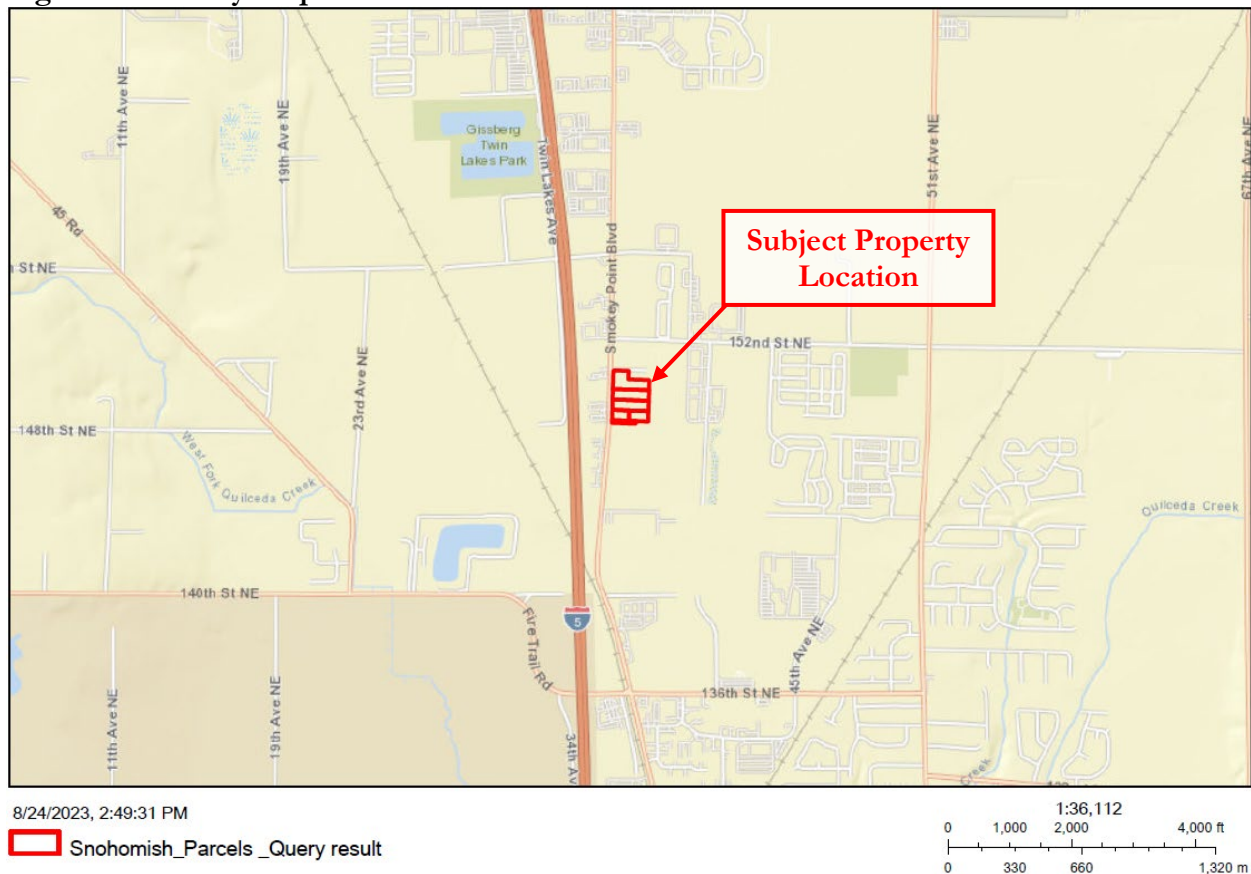 11th Ave NE
19th Ave NE
Gissberg
Twin
Lakes Park
Twin Lakes Ave
51st Ave NE
67th Ave NE
45 Rd
Smokey Point Blvd
Subject Property
Location
St NE
23rd Ave NE
152nd St NE
148th St NE
West Fork Quilceda Creek
Quilceda Creek
140th St NE
Fire Trail Rd
5
45th Ave NE
136th St NE
11th Ave NE
19th Ave NE
34th Av
Creek
8/24/2023, 2:49:31 PM
Snohomish_Parcels _Query result
1:36,112
0 1,000 2,000 4,000 ft
0 330 660 1,320 m